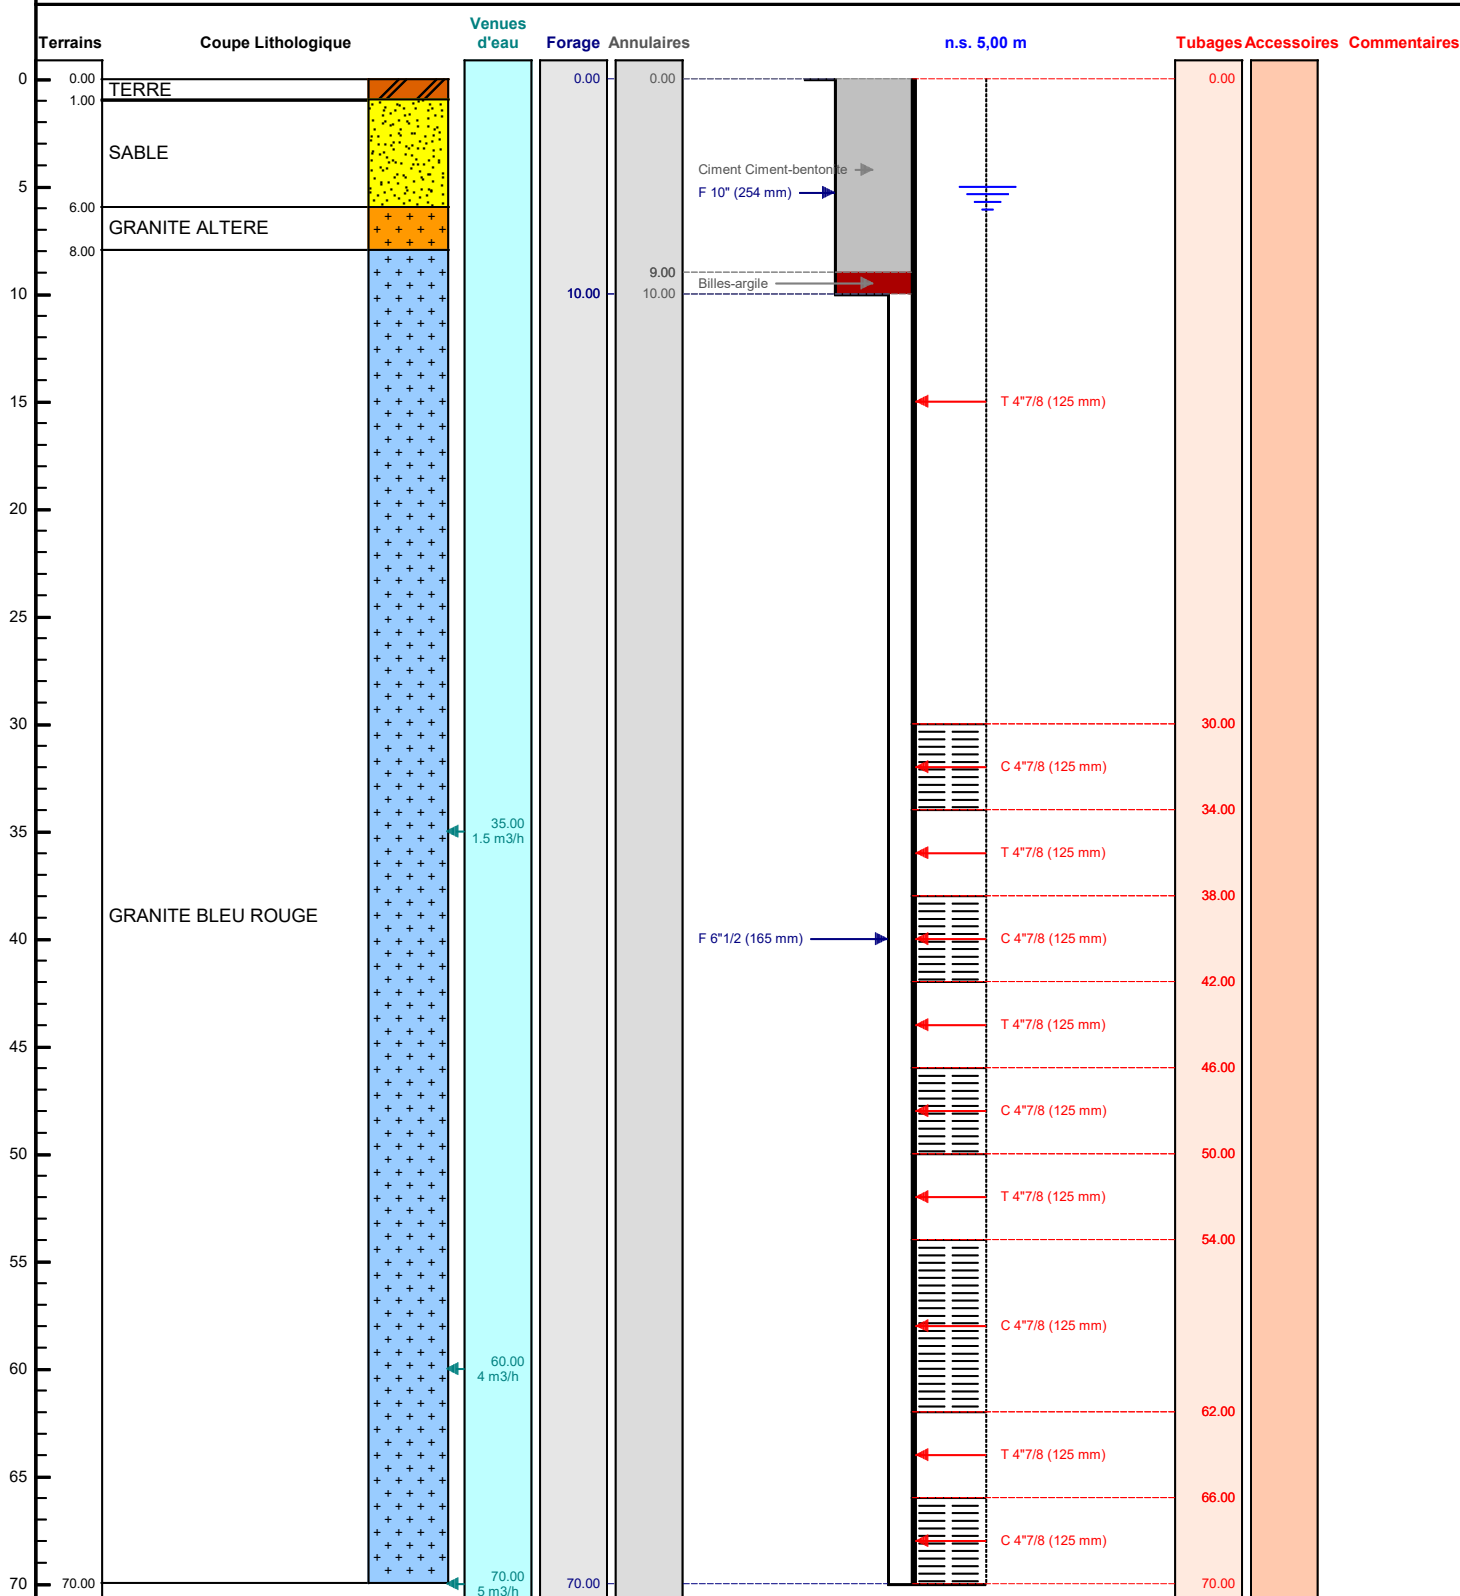 Venues
Terrains Coupe Lithologique d'eau Forage Annulaires n.s. 5,00 m Tubages Accessoires Commentaires
0 0.00 0.00 0.00 0.00
TERRE
1.00
SABLE
Ciment Ciment-bentonite
5
F 10" (254 mm)
6.00
GRANITE ALTERE
8.00
9.00
Billes-argile
10 10.00 10.00
15 T 4"7/8 (125 mm)
20
25
30 30.00
C 4"7/8 (125 mm)
34.00
35 35.00
1.5 m3/h
T 4"7/8 (125 mm)
38.00
GRANITE BLEU ROUGE
40 F 6"1/2 (165 mm) C 4"7/8 (125 mm)
42.00
T 4"7/8 (125 mm)
45
46.00
C 4"7/8 (125 mm)
50 50.00
T 4"7/8 (125 mm)
54.00
55
C 4"7/8 (125 mm)
60 60.00
4 m3/h
62.00
T 4"7/8 (125 mm)
65
66.00
C 4"7/8 (125 mm)
70 70.00 70.00 70.00 70.00
5 m3/h